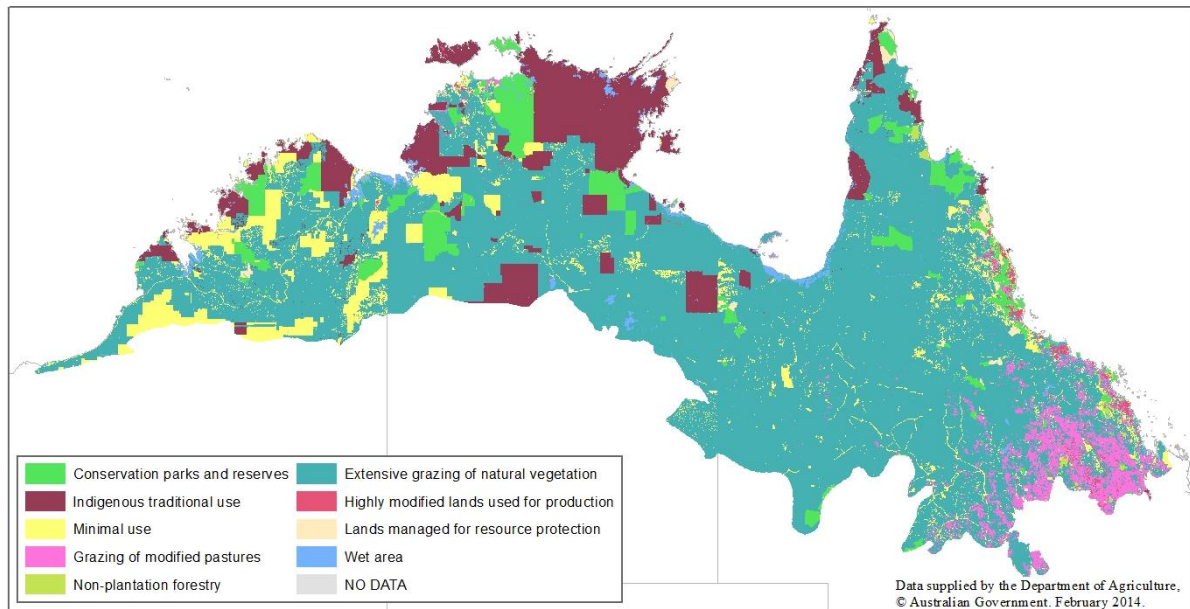 Conservation parks and reserves
Indigenous traditional use
Minimal use
Grazing of modified pastures
Non-plantation forestry
Extensive grazing of natural vegetation
Highly modified lands used for production
Lands managed for resource protection
Wet area
NO DATA
Data supplied by the Department of Agriculture,
© Australian Government. February 2014.